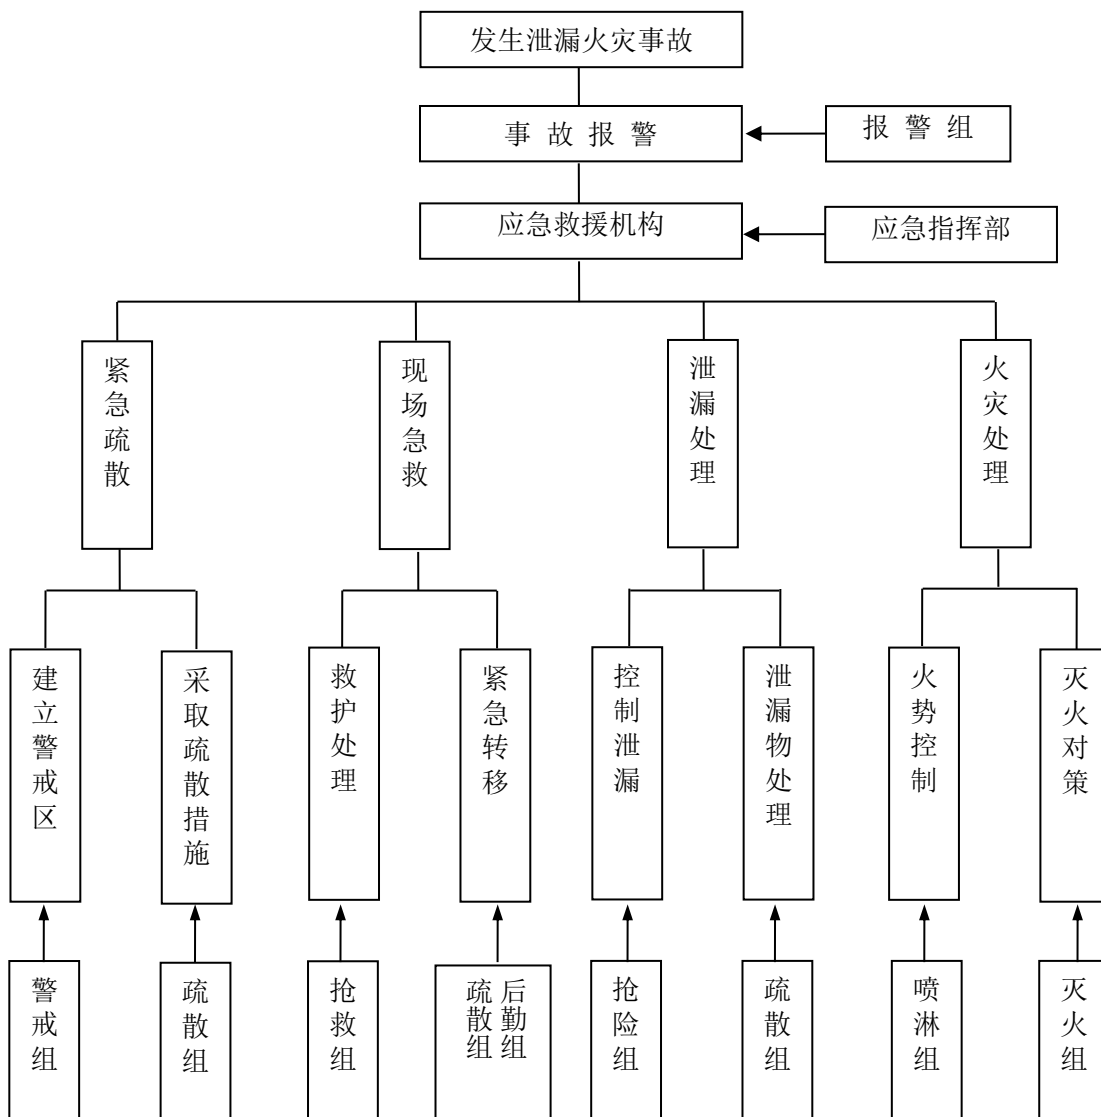 发生泄漏火灾事故
事 故 报 警
报 警 组
应急救援机构
应急指挥部
紧急疏散
现场急救
泄漏处理
火灾处理
建立警戒区
采取疏散措施
救护处理
紧急转移
控制泄漏
泄漏物处理
火势控制
灭火对策
警戒组
疏散组
抢救组
后勤组
疏散组
抢险组
疏散组
喷淋组
灭火组